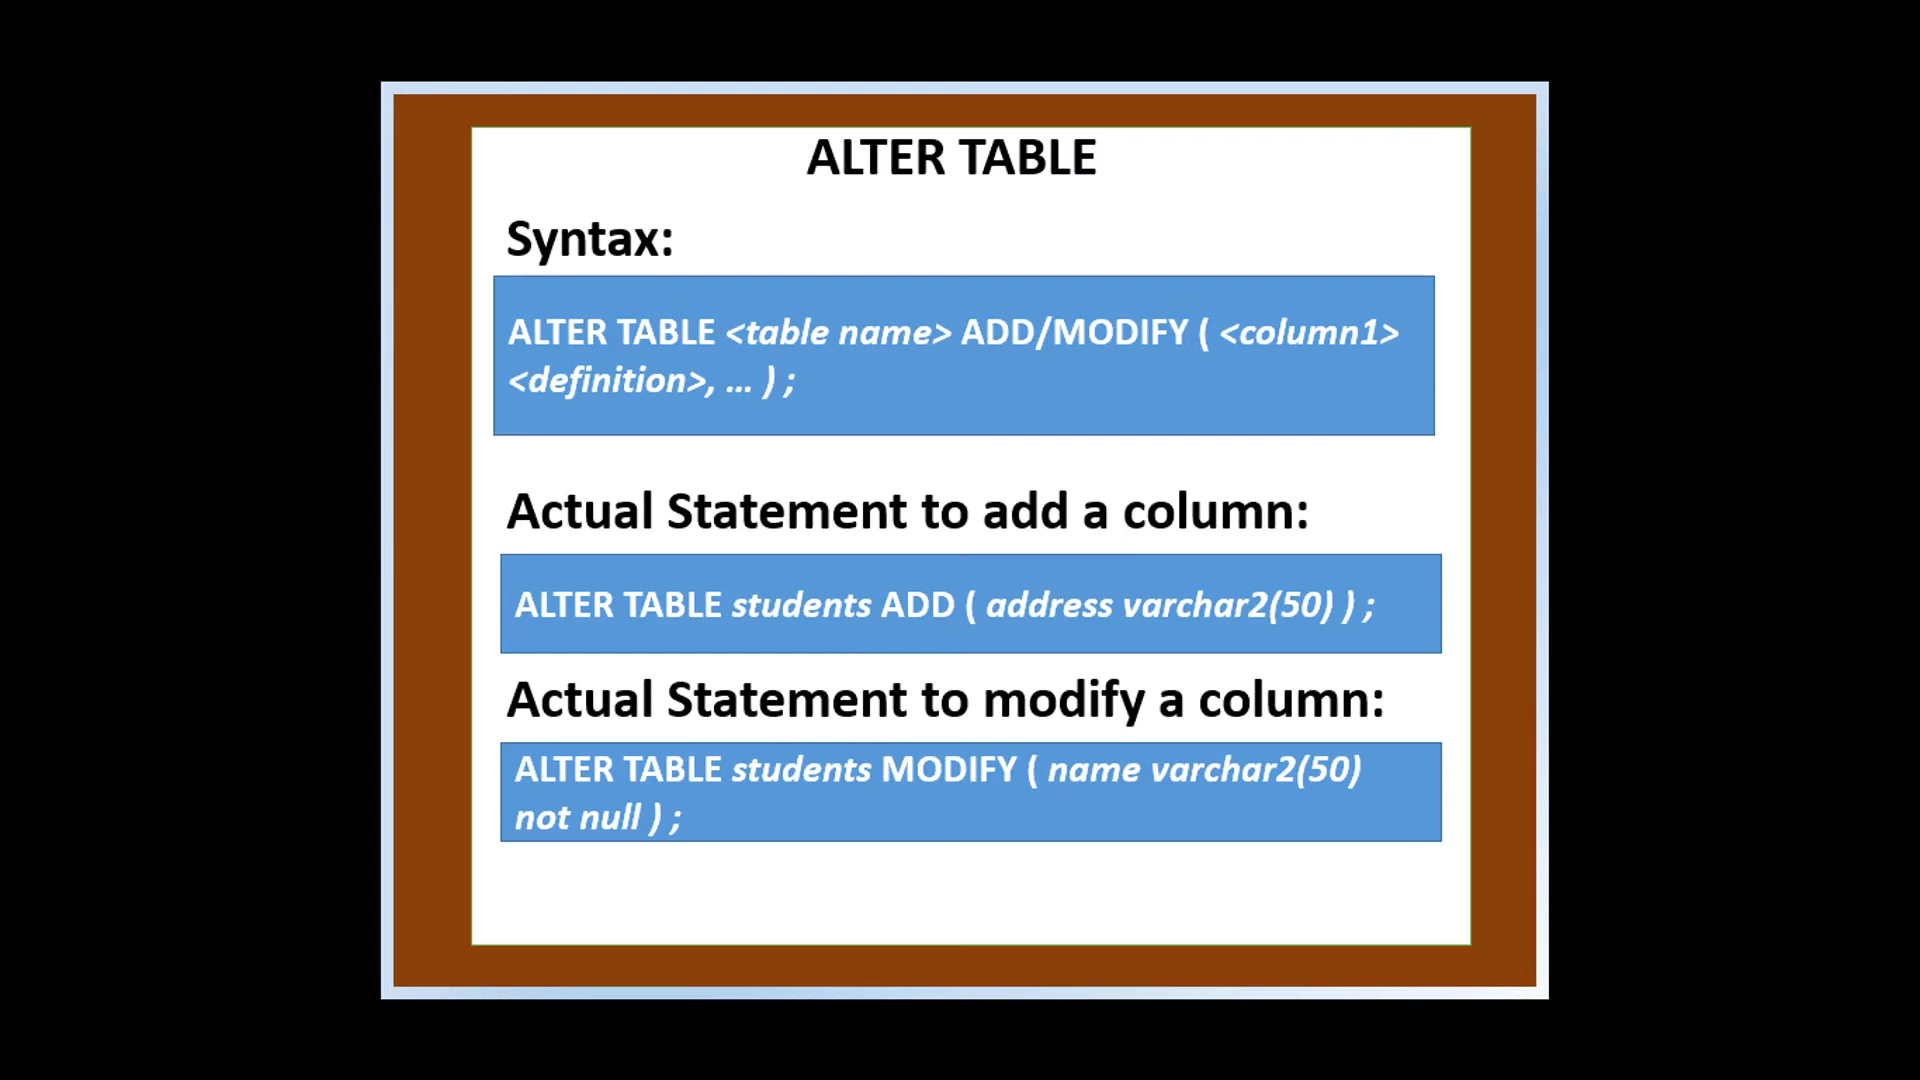 ALTER TABLE
Syntax:
ALTER TABLE <table name> ADD/MODIFY ( <column1>
<definition>, ... ) ;
Actual Statement to add a column:
ALTER TABLE students ADD ( address varchar2(50) ) ;
Actual Statement to modify a column:
ALTER TABLE students MODIFY ( name varchar2(50)
not null ) ;